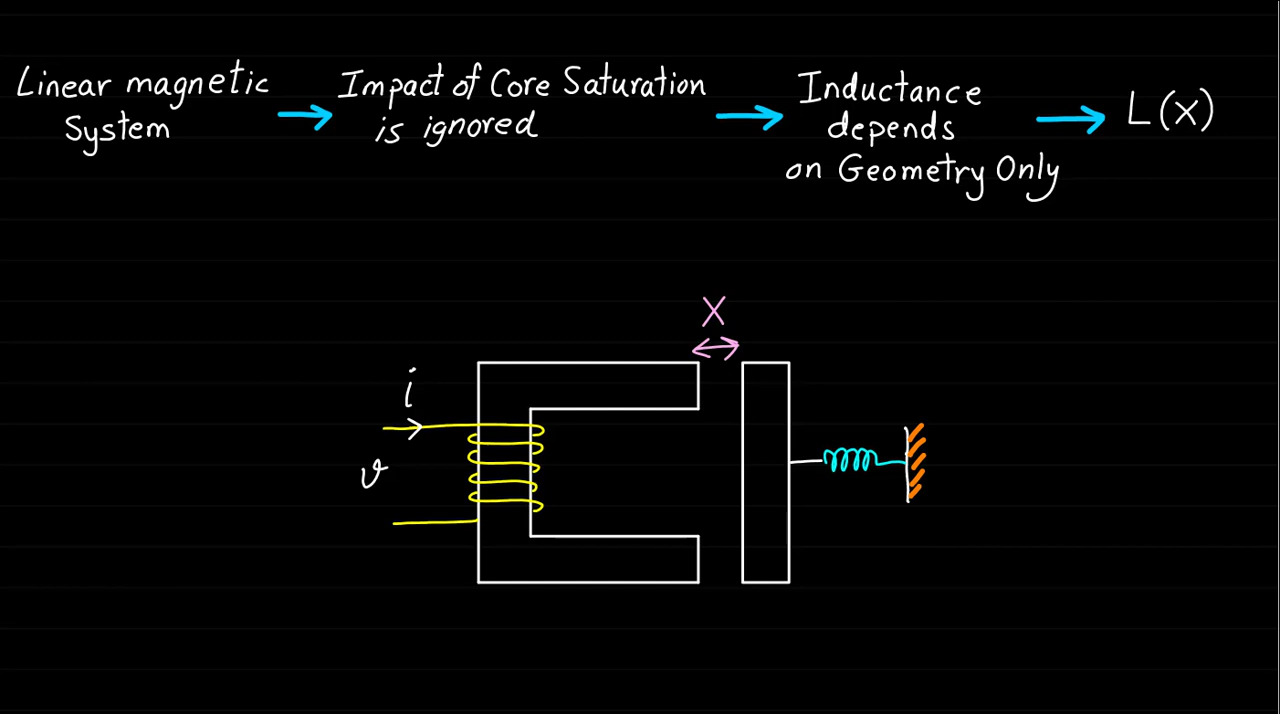 Linear magnetic
System
Impact of Core Saturation
is ignored
Inductance
depends
on Geometry Only
L(x)
X
i
v